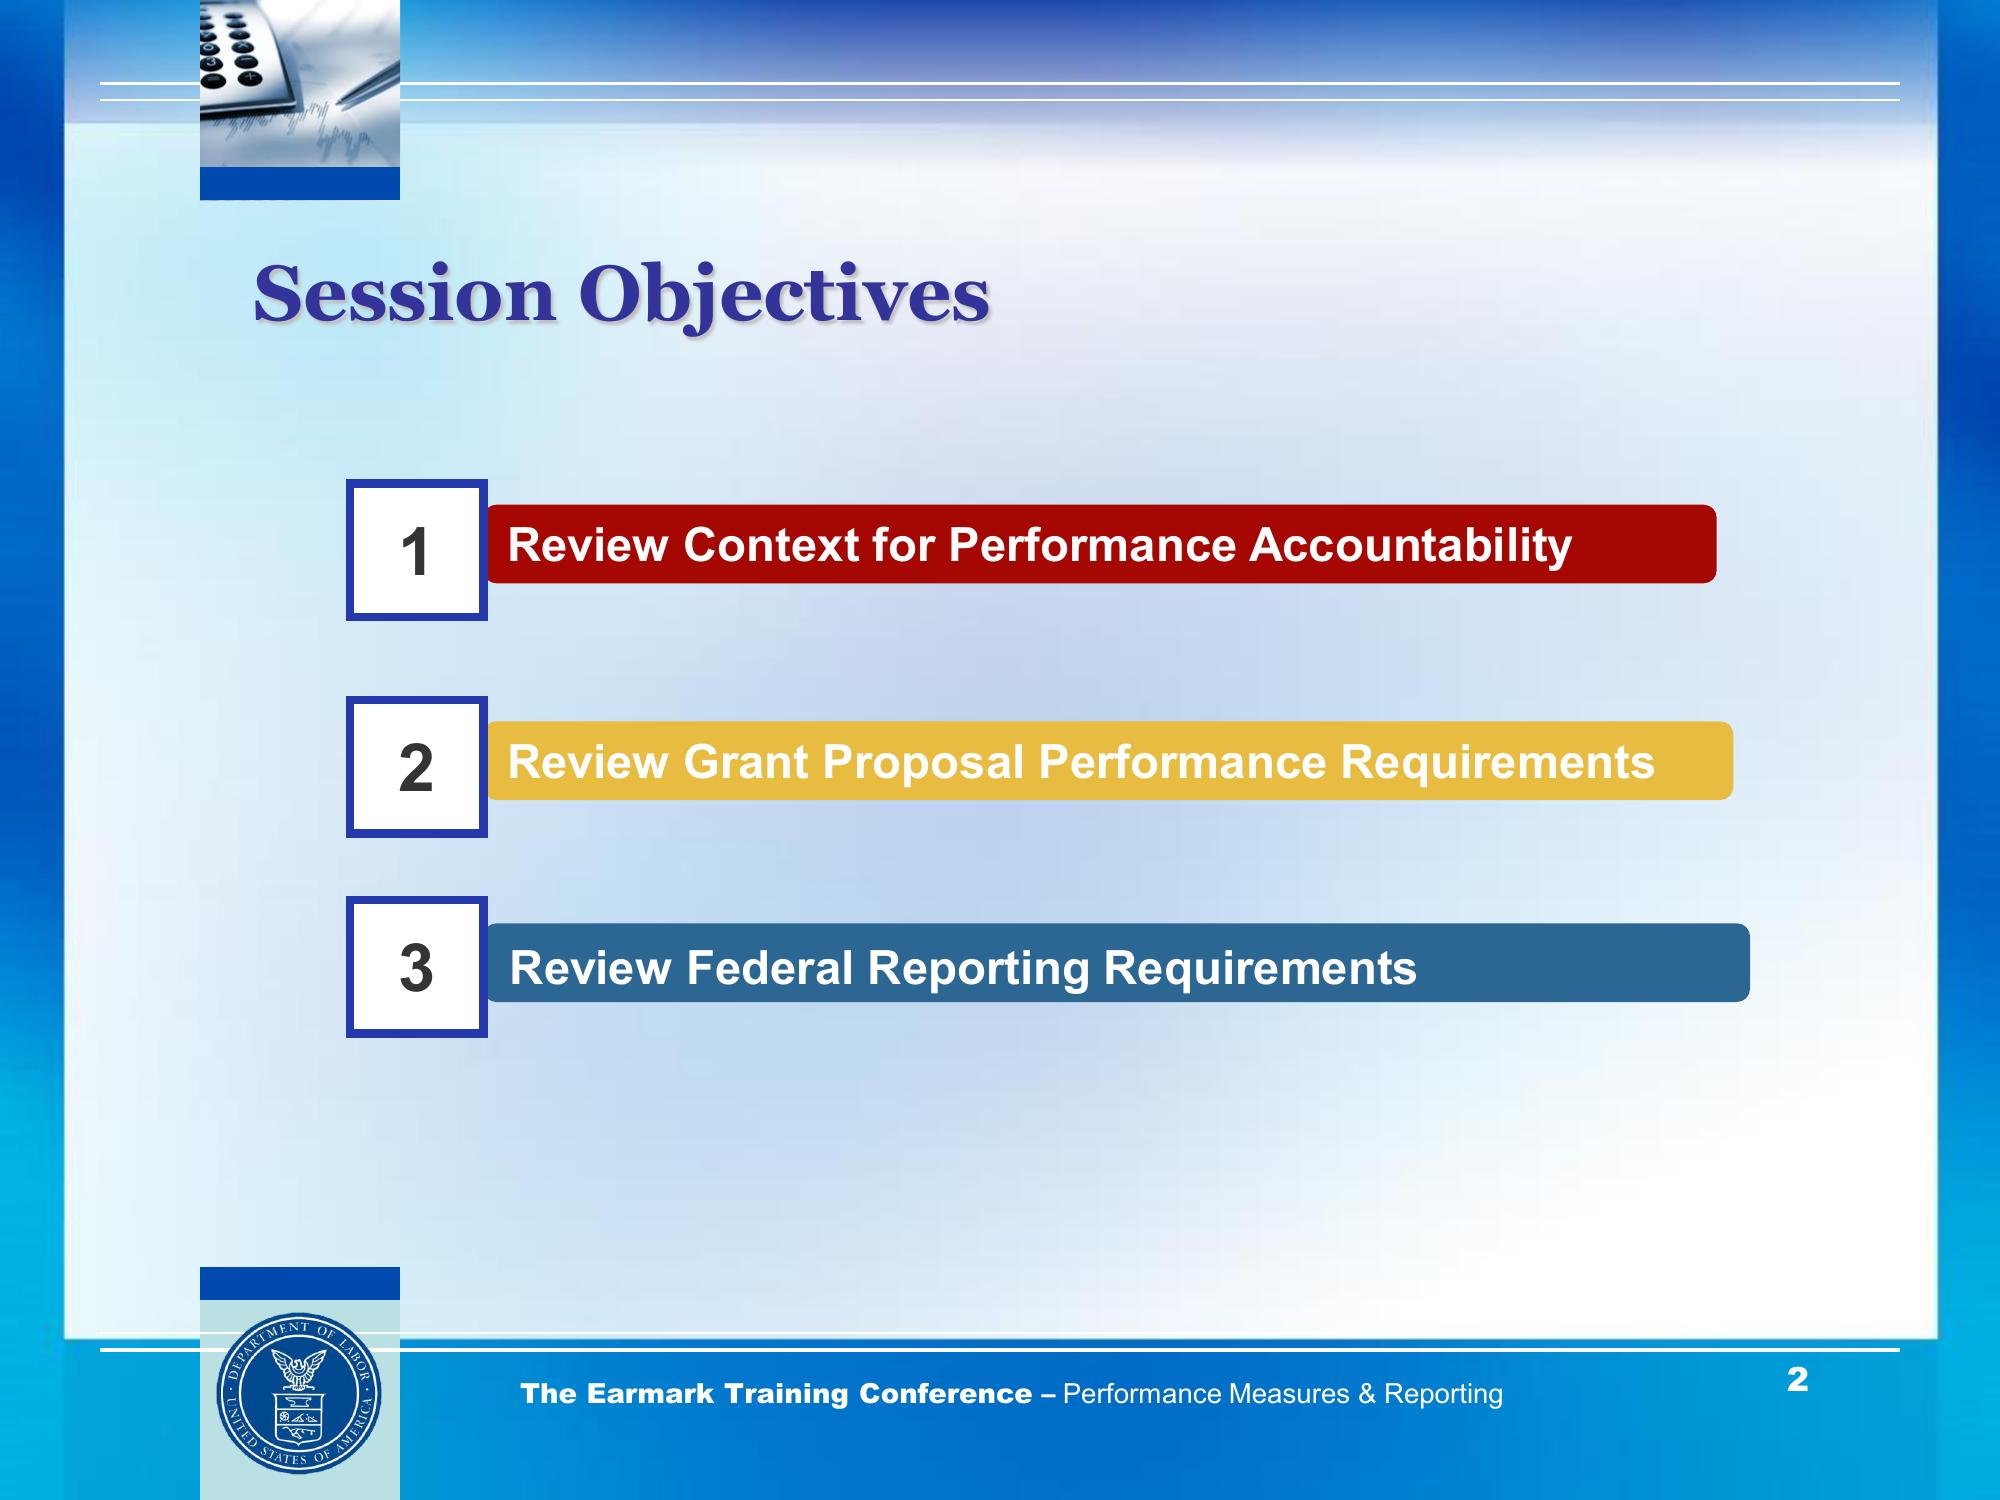 Session Objectives
1
Review Context for Performance Accountability
2
Review Grant Proposal Performance Requirements
3
Review Federal Reporting Requirements
DEPARTMENT OF LABOR
UNITED STATES OF AMERICA
The Earmark Training Conference – Performance Measures & Reporting
2